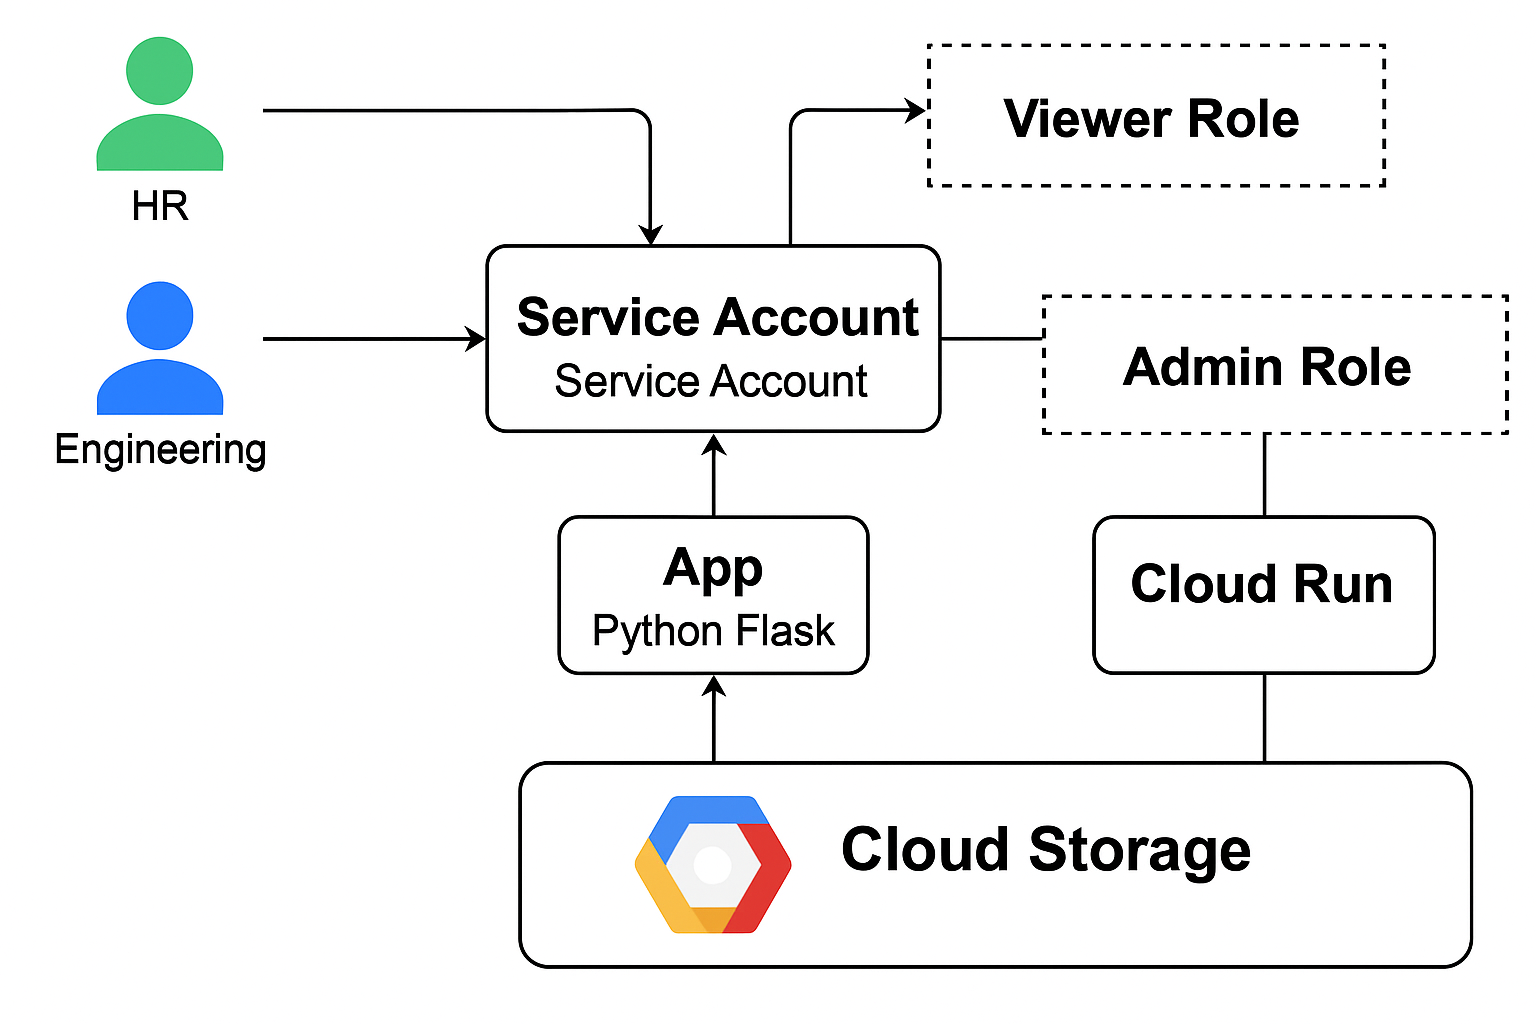 HR
Viewer Role
Engineering
Service Account
Service Account
Admin Role
App
Python Flask
Cloud Run
Cloud Storage